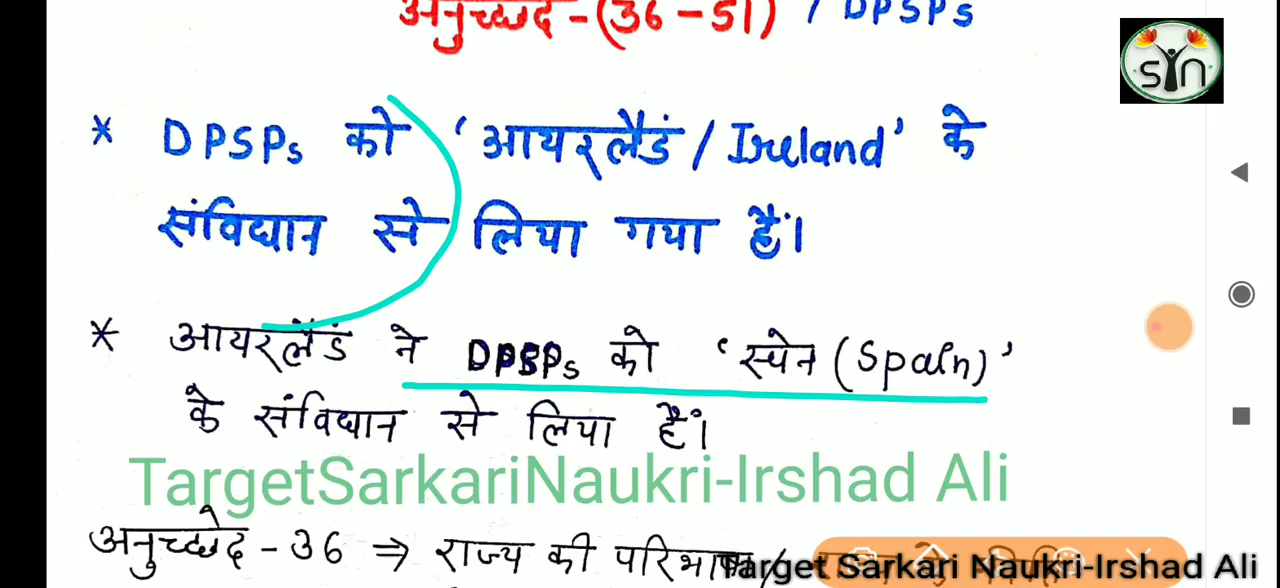 अनुच्छेद-(36-51) / DPSPs
SYN
* DPSPs को 'आयरलैंड / Ireland' के
संविधान से लिया गया हैं।
* आयरलैंड ने DPSPs को 'स्पेन (Spain)'
के संविधान से लिया हैं।
TargetSarkariNaukri-Irshad Ali
अनुच्छेद-36 ⇒ राज्य की परिभाषा /
Target Sarkari Naukri-Irshad Ali